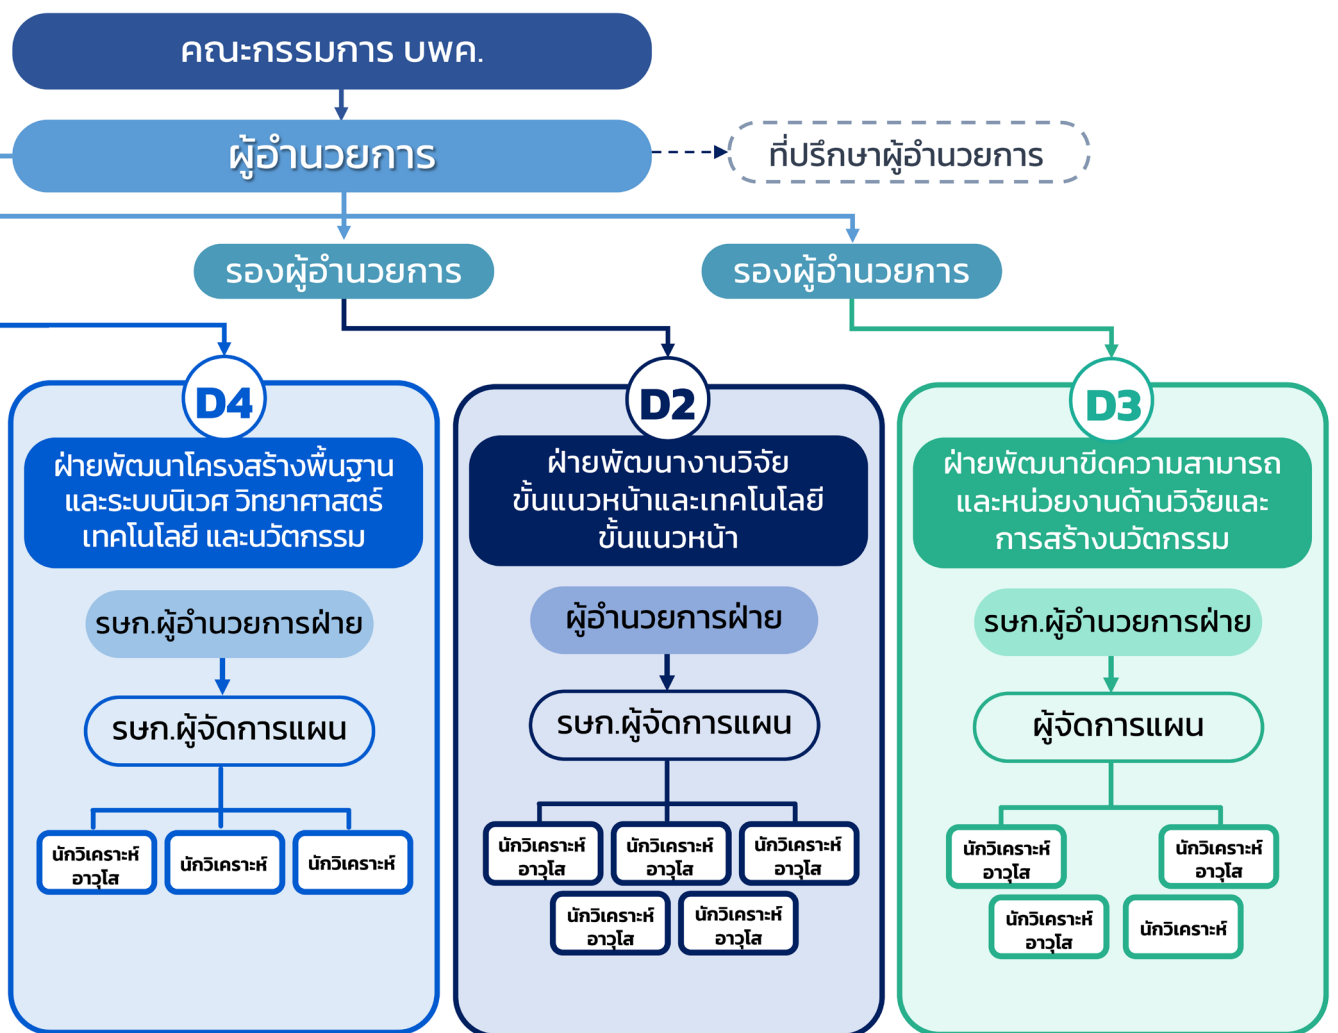 คณะกรรมการ บพค.
ผู้อำนวยการ
ที่ปรึกษาผู้อำนวยการ
รองผู้อำนวยการ
รองผู้อำนวยการ
D4
ฝ่ายพัฒนาโครงสร้างพื้นฐาน
และระบบนิเวศ วิทยาศาสตร์
เทคโนโลยี และนวัตกรรม
รษก.ผู้อำนวยการฝ่าย
รษก.ผู้จัดการแผน
นักวิเคราะห์
อาวุโส
นักวิเคราะห์
นักวิเคราะห์
D2
ฝ่ายพัฒนางานวิจัย
ขั้นแนวหน้าและเทคโนโลยี
ขั้นแนวหน้า
ผู้อำนวยการฝ่าย
รษก.ผู้จัดการแผน
นักวิเคราะห์
อาวุโส
นักวิเคราะห์
อาวุโส
นักวิเคราะห์
อาวุโส
นักวิเคราะห์
อาวุโส
นักวิเคราะห์
อาวุโส
D3
ฝ่ายพัฒนาขีดความสามารถ
และหน่วยงานด้านวิจัยและ
การสร้างนวัตกรรม
รษก.ผู้อำนวยการฝ่าย
ผู้จัดการแผน
นักวิเคราะห์
อาวุโส
นักวิเคราะห์
อาวุโส
นักวิเคราะห์
อาวุโส
นักวิเคราะห์